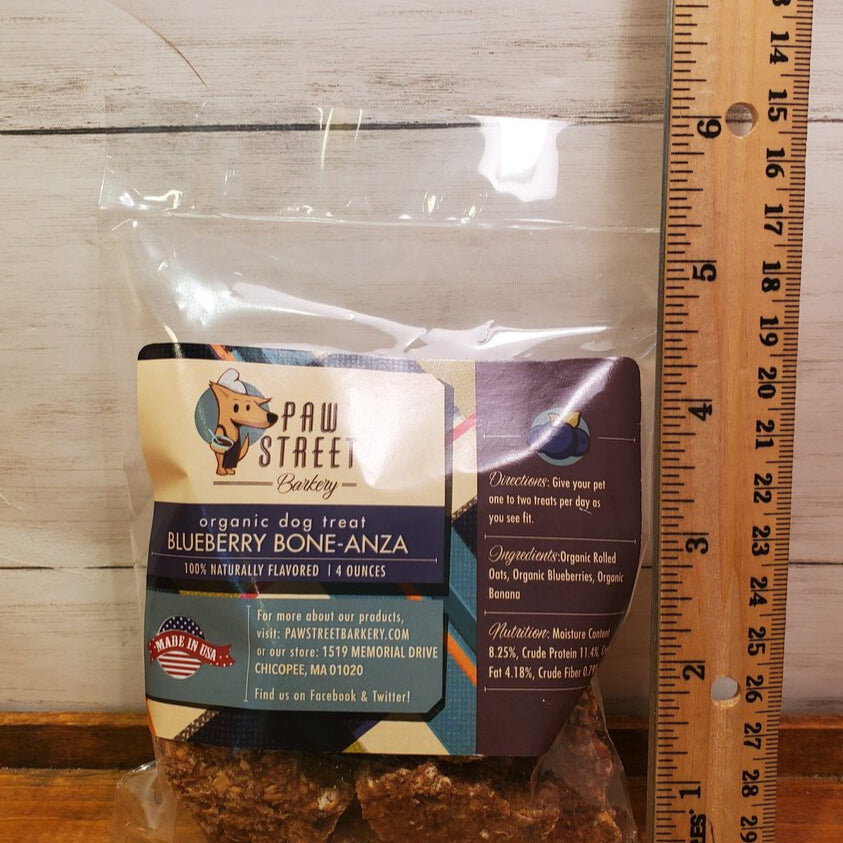 PAW
STREET
Barkery
organic dog treat
BLUEBERRY BONE-ANZA
100% NATURALLY FLAVORED | 4 OUNCES
MADE IN USA
For more about our products,
visit: PAWSTREETBARKERY.COM
or our store: 1519 MEMORIAL DRIVE
CHICOPEE, MA 01020
Find us on Facebook & Twitter!
Directions: Give your pet
one to two treats per day as
you see fit.
Ingredients:Organic Rolled
Oats, Organic Blueberries, Organic
Banana
Nutrition: Moisture Content
8.25%, Crude Protein 11.4%,
Fat 4.18%, Crude Fiber
6
5
4
3
2
1
14
15
16
17
18
19
20
21
22
23
24
25
26
27
28
29